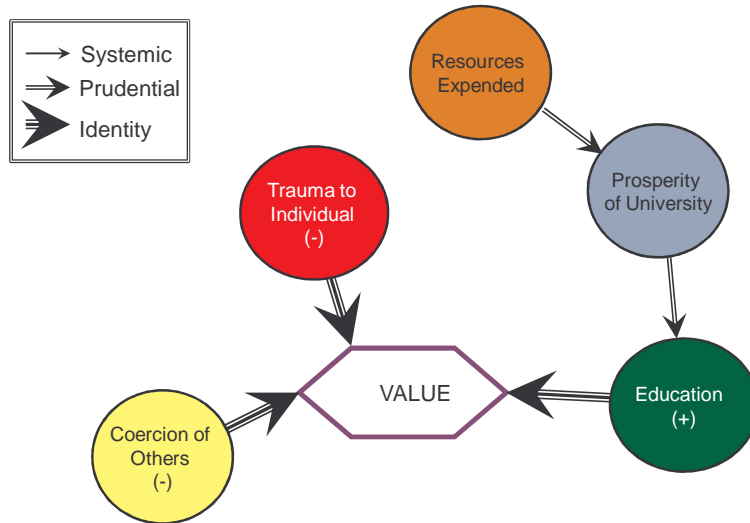 Systemic
Prudential
Identity
Resources
Expended
Trauma to
Individual
(-)
Prosperity
of University
VALUE
Education
(+)
Coercion of
Others
(-)